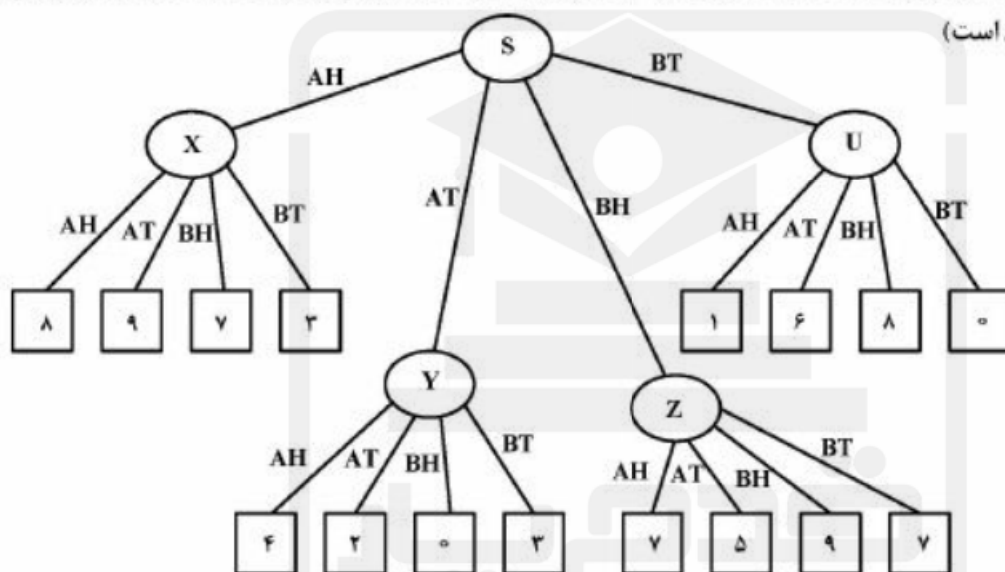 است)
S
AH AT BH BT
X U
AH AT BH BT AH AT BH BT
۸ ۹ ۷ ۳ ۱ ۶ ۸ ۰
Y Z
AH AT BH BT AH AT BH BT
۴ ۲ ۰ ۳ ۷ ۵ ۹ ۷